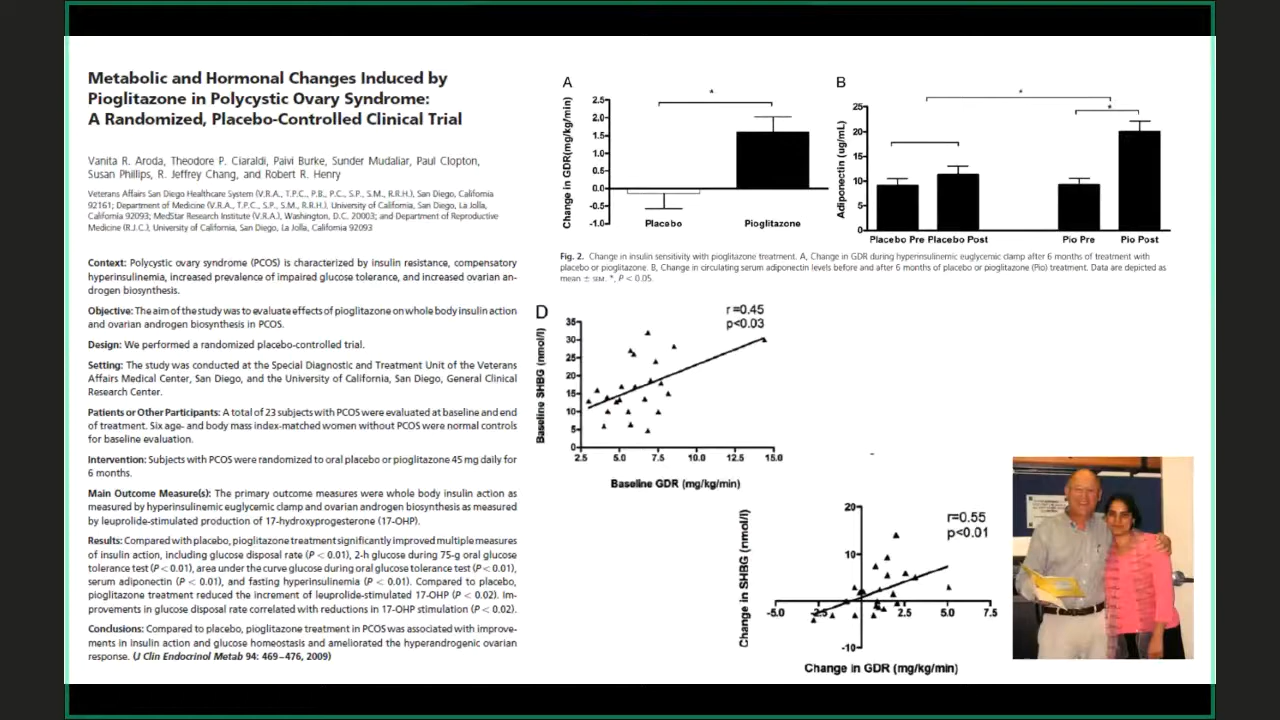 Metabolic and Hormonal Changes Induced by
Pioglitazone in Polycystic Ovary Syndrome:
A Randomized, Placebo-Controlled Clinical Trial
Vanita R. Aroda, Theodore P. Ciaraldi, Paivi Burke, Sunder Mudaliar, Paul Clopton,
Susan Phillips, R. Jeffrey Chang, and Robert R. Henry
Veterans Affairs San Diego Healthcare System (V.R.A., T.P.C., P.B., P.C., S.P., S.M., R.R.H.), San Diego, California
92161; Department of Medicine (V.R.A., T.P.C., S.P., S.M., R.R.H.), University of California, San Diego, La Jolla,
California 92093; MedStar Research Institute (V.R.A.), Washington, D.C. 20003; and Department of Reproductive
Medicine (R.J.C.), University of California, San Diego, La Jolla, California 92093
Context: Polycystic ovary syndrome (PCOS) is characterized by insulin resistance, compensatory
hyperinsulinemia, increased prevalence of impaired glucose tolerance, and increased ovarian an-
drogen biosynthesis.
Objective: The aim of the study was to evaluate effects of pioglitazone on whole body insulin action
and ovarian androgen biosynthesis in PCOS.
Design: We performed a randomized placebo-controlled trial.
Setting: The study was conducted at the Special Diagnostic and Treatment Unit of the Veterans
Affairs Medical Center, San Diego, and the University of California, San Diego, General Clinical
Research Center.
Patients or Other Participants: A total of 23 subjects with PCOS were evaluated at baseline and end
of treatment. Six age- and body mass index-matched women without PCOS were normal controls
for baseline evaluation.
Intervention: Subjects with PCOS were randomized to oral placebo or pioglitazone 45 mg daily for
6 months.
Main Outcome Measure(s): The primary outcome measures were whole body insulin action as
measured by hyperinsulinemic euglycemic clamp and ovarian androgen biosynthesis as measured
by leuprolide-stimulated production of 17-hydroxyprogesterone (17-OHP).
Results: Compared with placebo, pioglitazone treatment significantly improved multiple measures
of insulin action, including glucose disposal rate (P < 0.01), 2-h glucose during 75-g oral glucose
tolerance test (P < 0.01), area under the curve glucose during oral glucose tolerance test (P < 0.01),
serum adiponectin (P < 0.01), and fasting hyperinsulinemia (P < 0.01). Compared to placebo,
pioglitazone treatment reduced the increment of leuprolide-stimulated 17-OHP (P < 0.02). Im-
provements in glucose disposal rate correlated with reductions in 17-OHP stimulation (P < 0.02).
Conclusions: Compared to placebo, pioglitazone treatment in PCOS was associated with improve-
ments in insulin action and glucose homeostasis and ameliorated the hyperandrogenic ovarian
response. (J Clin Endocrinol Metab 94: 469–476, 2009)
A
Change in GDR(mg/kg/min)
2.5
2.0
1.5
1.0
0.5
0.0
-0.5
-1.0
*
Placebo Pioglitazone
B
Adiponectin (ug/mL)
25
20
15
10
5
0
*
*
Placebo Pre Placebo Post Pio Pre Pio Post
Fig. 2. Change in insulin sensitivity with pioglitazone treatment. A, Change in GDR during hyperinsulinemic euglycemic clamp after 6 months of treatment with
placebo or pioglitazone. B, Change in circulating serum adiponectin levels before and after 6 months of placebo or pioglitazone (Pio) treatment. Data are depicted as
mean ± SEM. *, P < 0.05.
D
Baseline SHBG (nmol/l)
35
30
25
20
15
10
5
0
r=0.45
p<0.03
2.5 5.0 7.5 10.0 12.5 15.0
Baseline GDR (mg/kg/min)
Change in SHBG (nmol/l)
20
10
-10
r=0.55
p<0.01
-5.0 -2.5 2.5 5.0 7.5
Change in GDR (mg/kg/min)